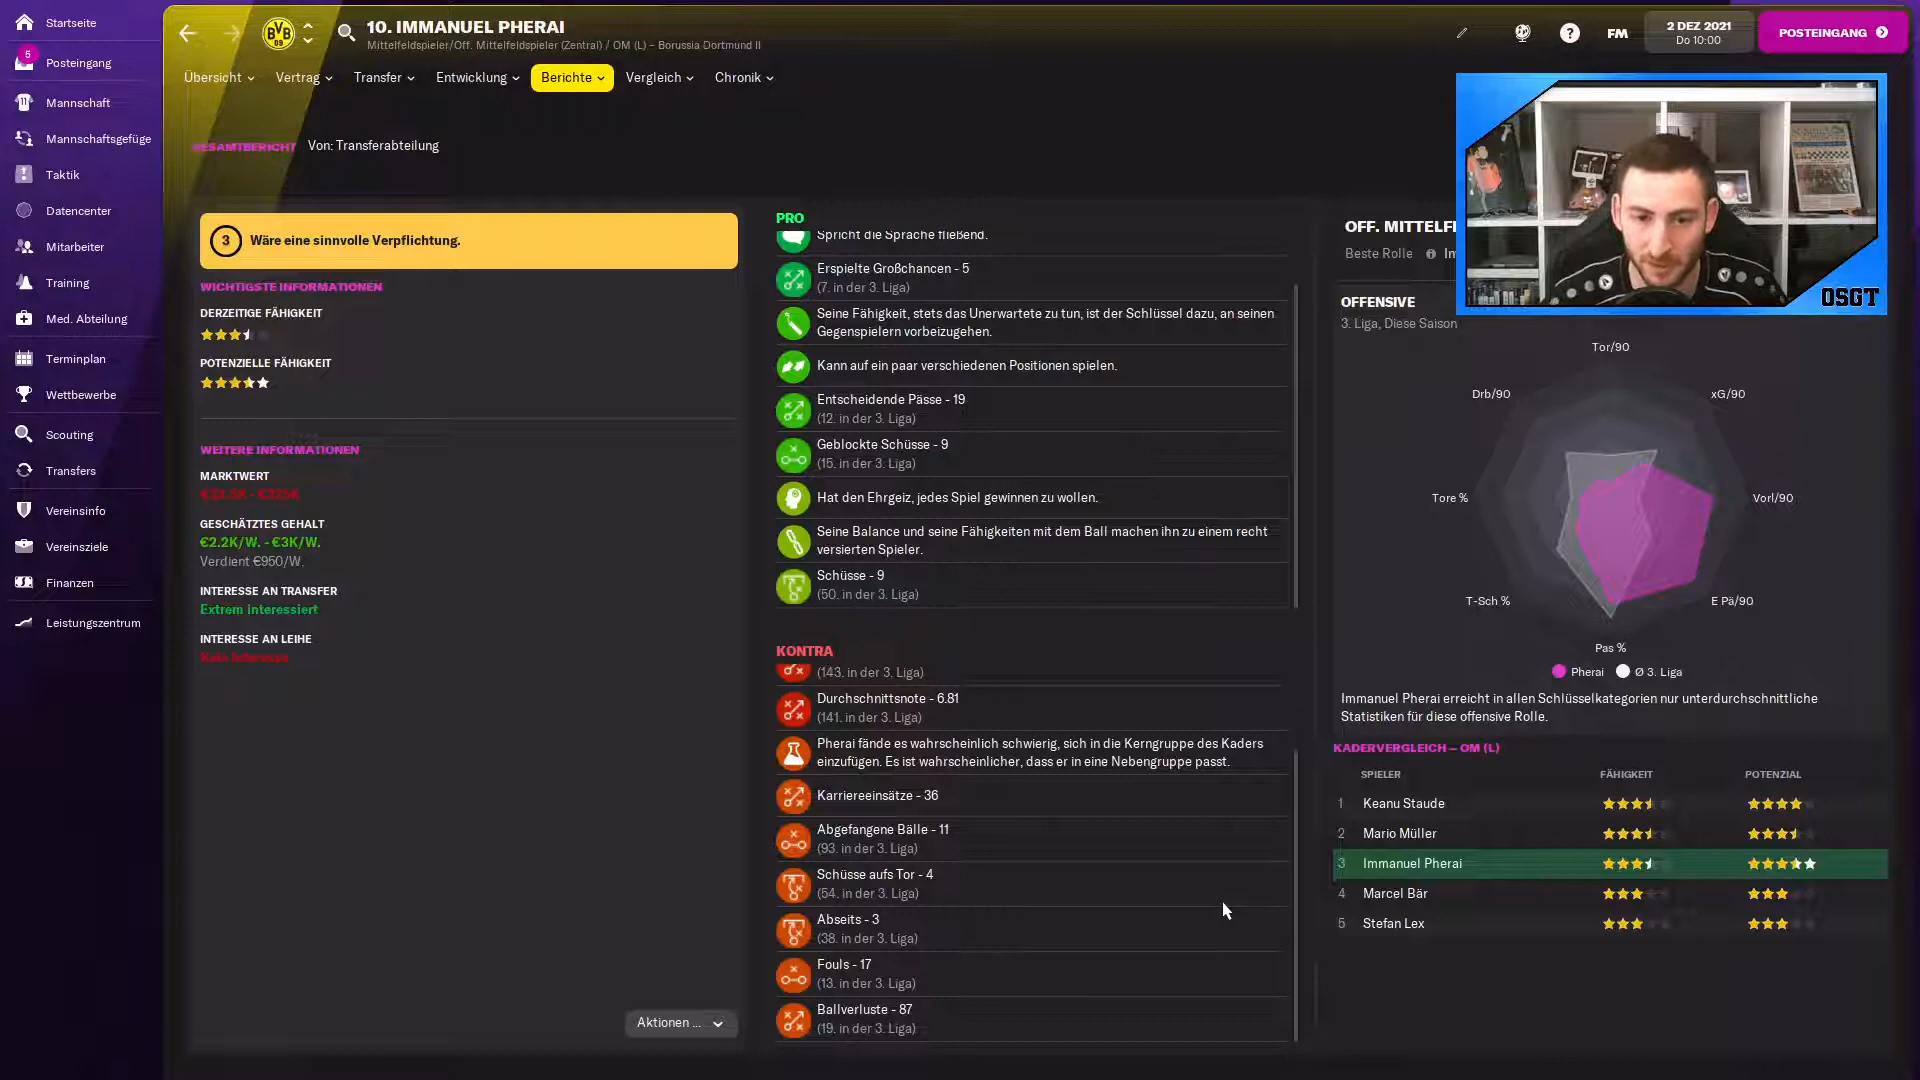 Startseite
6
Posteingang
Mannschaft
Mannschaftsgefüge
Taktik
Datencenter
Mitarbeiter
Training
Med. Abteilung
Terminplan
Wettbewerbe
Scouting
Transfers
Vereinsinfo
Vereinsziele
Finanzen
Leistungszentrum
BVB
09
10. IMMANUEL PHERAI
Mittelfeldspieler/Off. Mittelfeldspieler (Zentral) / OM (L) – Borussia Dortmund II
FM
2 DEZ 2021
Do 10:00
POSTEINGANG
Übersicht
Vertrag
Transfer
Entwicklung
Berichte
Vergleich
Chronik
GESAMTBERICHT
Von: Transferabteilung
3
Wäre eine sinnvolle Verpflichtung.
WICHTIGSTE INFORMATIONEN
DERZEITIGE FÄHIGKEIT
POTENZIELLE FÄHIGKEIT
WEITERE INFORMATIONEN
MARKTWERT
GESCHÄTZTES GEHALT
€2.2K/W. - €3K/W.
Verdient €950/W.
INTERESSE AN TRANSFER
Extrem interessiert
INTERESSE AN LEIHE
Kein Interesse
Aktionen ...
PRO
Spricht die Sprache fließend.
Erspielte Großchancen - 5
(7. in der 3. Liga)
Seine Fähigkeit, stets das Unerwartete zu tun, ist der Schlüssel dazu, an seinen
Gegenspielern vorbeizugehen.
Kann auf ein paar verschiedenen Positionen spielen.
Entscheidende Pässe - 19
(12. in der 3. Liga)
Geblockte Schüsse - 9
(15. in der 3. Liga)
Hat den Ehrgeiz, jedes Spiel gewinnen zu wollen.
Seine Balance und seine Fähigkeiten mit dem Ball machen ihn zu einem recht
versierten Spieler.
Schüsse - 9
(50. in der 3. Liga)
KONTRA
(143. in der 3. Liga)
Durchschnittsnote - 6.81
(141. in der 3. Liga)
Pherai fände es wahrscheinlich schwierig, sich in die Kerngruppe des Kaders
einzufügen. Es ist wahrscheinlicher, dass er in eine Nebengruppe passt.
Karriereeinsätze - 36
Abgefangene Bälle - 11
(93. in der 3. Liga)
Schüsse aufs Tor - 4
(54. in der 3. Liga)
Abseits - 3
(38. in der 3. Liga)
Fouls - 17
(13. in der 3. Liga)
Ballverluste - 87
(19. in der 3. Liga)
OFF. MITTELF
Beste Rolle
OSGT
OFFENSIVE
3. Liga, Diese Saison
Tor/90
Drb/90
xG/90
Tore %
Vorl/90
T-Sch %
E Pä/90
Pas %
Pherai
Ø 3. Liga
Immanuel Pherai erreicht in allen Schlüsselkategorien nur unterdurchschnittliche
Statistiken für diese offensive Rolle.
KADERVERGLEICH – OM (L)
SPIELER FÄHIGKEIT POTENZIAL
1 Keanu Staude
2 Mario Müller
3 Immanuel Pherai
4 Marcel Bär
5 Stefan Lex